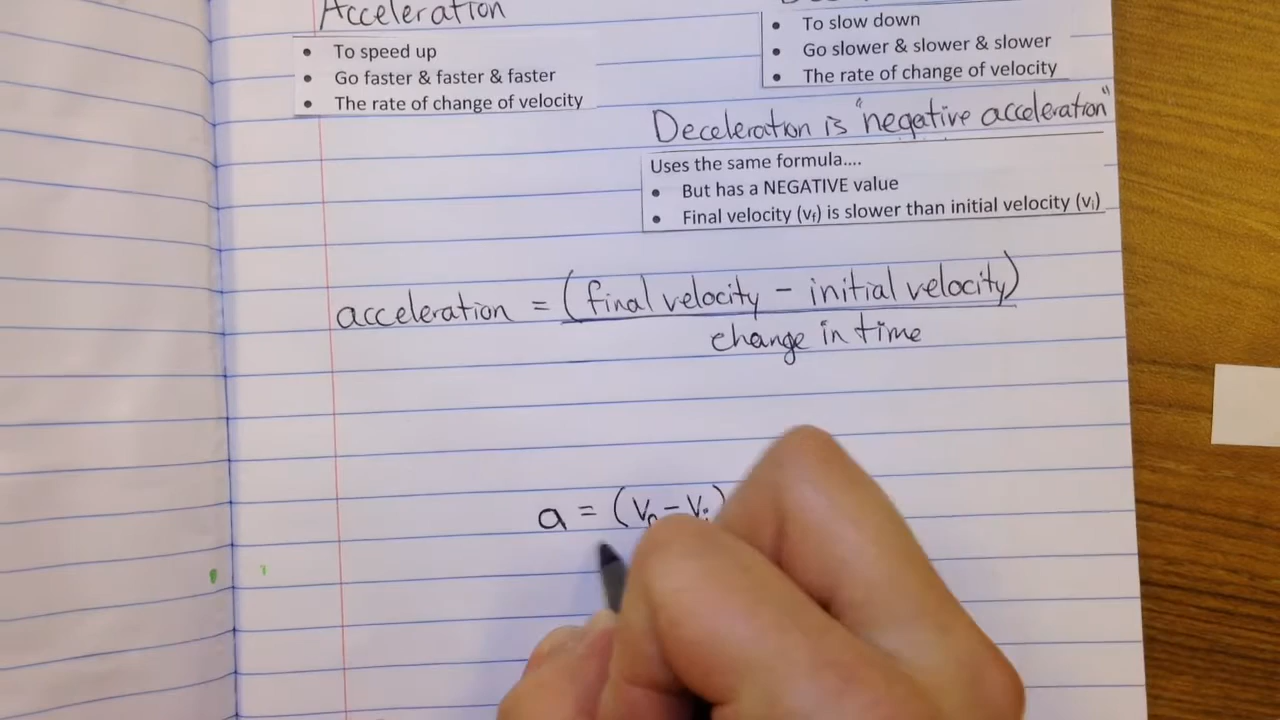 Acceleration
• To speed up
• Go faster & faster & faster
• The rate of change of velocity
• To slow down
• Go slower & slower & slower
• The rate of change of velocity
Deceleration is "negative acceleration"
Uses the same formula....
• But has a NEGATIVE value
• Final velocity (vf) is slower than initial velocity (vi)
acceleration = (final velocity - initial velocity)
change in time
a = (vf - vi)